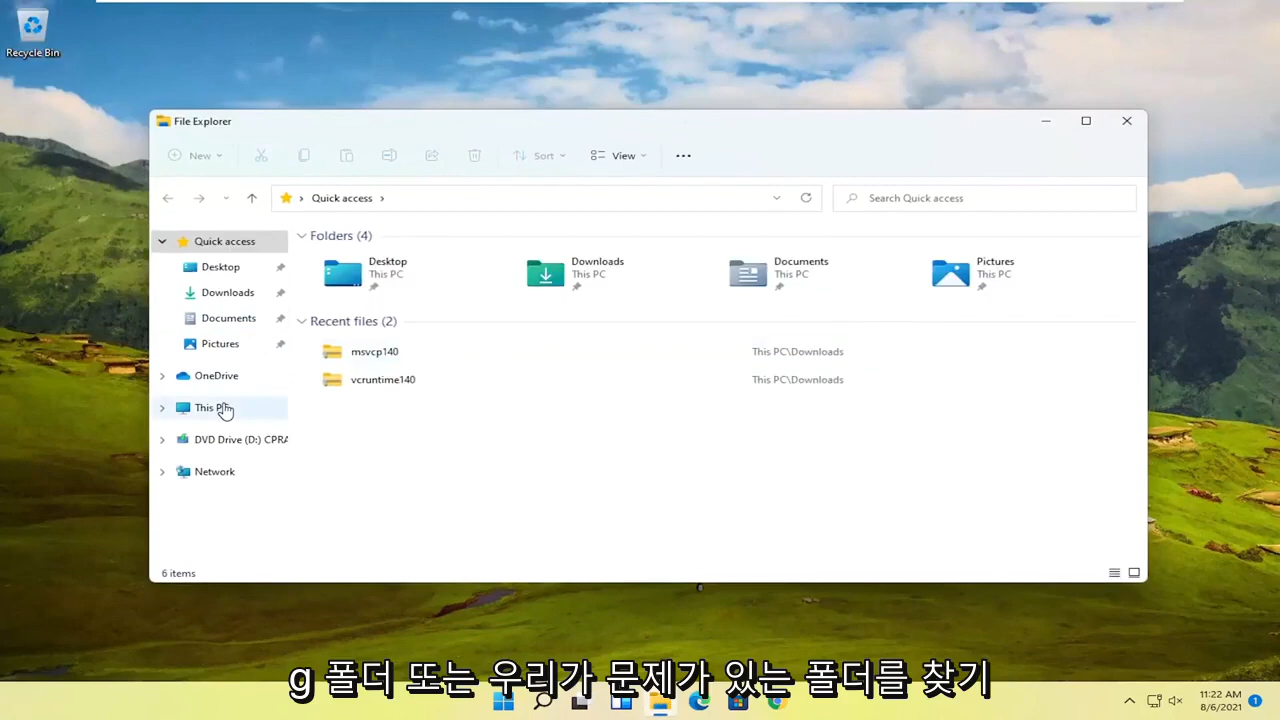 Recycle Bin
File Explorer
New
Sort
View
Quick access
Search Quick access
Quick access
Desktop
Downloads
Documents
Pictures
OneDrive
DVD Drive (D:) CPRA
Network
Folders (4)
Desktop
This PC
Downloads
This PC
Documents
This PC
Pictures
This PC
Recent files (2)
msvcp140
This PC\Downloads
vcruntime140
This PC\Downloads
6 items
g 폴더 또는 우리가 문제가 있는 폴더를 찾기
11:22 AM
8/6/2021
1